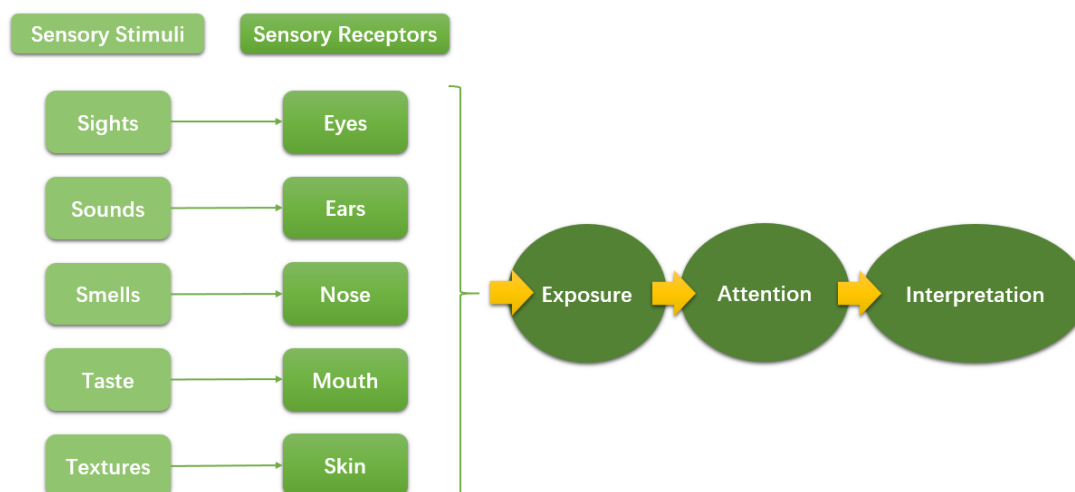 Sensory Stimuli
Sensory Receptors
Sights
Eyes
Sounds
Ears
Smells
Nose
Taste
Mouth
Textures
Skin
Exposure
Attention
Interpretation